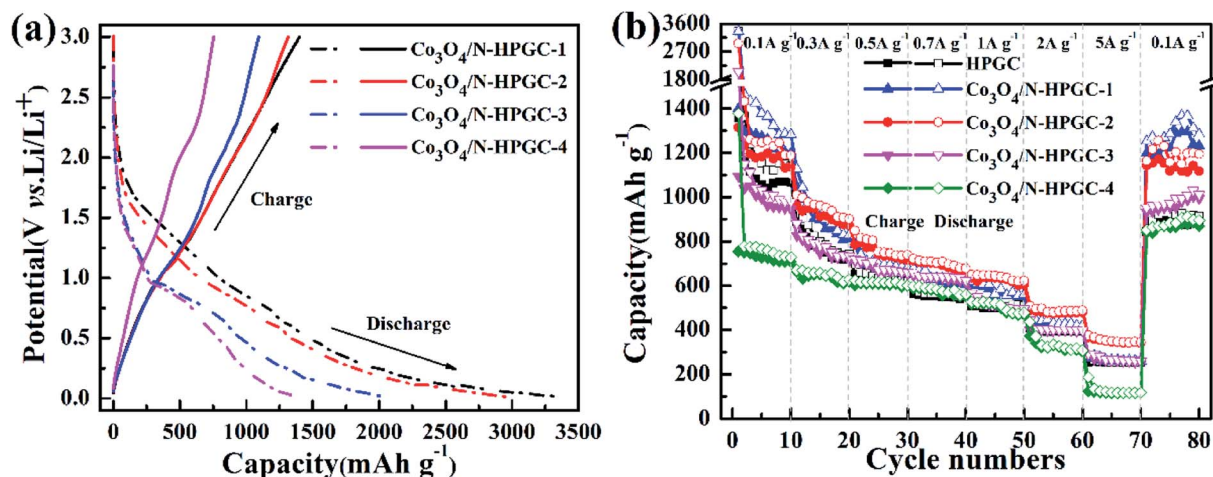 (a)
3.0
2.5
2.0
1.5
1.0
0.5
0.0
Potential(V vs.Li/Li⁺)
Co₃O₄/N-HPGC-1
Co₃O₄/N-HPGC-2
Co₃O₄/N-HPGC-3
Co₃O₄/N-HPGC-4
Charge
Discharge
0 500 1000 1500 2000 2500 3000 3500
Capacity(mAh g⁻¹)
(b)
3600
2700
1800
1400
1200
1000
800
600
400
200
0
Capacity(mAh g⁻¹)
0.1A g⁻¹ 0.3A g⁻¹ 0.5A g⁻¹ 0.7A g⁻¹ 1A g⁻¹ 2A g⁻¹ 5A g⁻¹ 0.1A g⁻¹
HPGC
Co₃O₄/N-HPGC-1
Co₃O₄/N-HPGC-2
Co₃O₄/N-HPGC-3
Co₃O₄/N-HPGC-4
Charge Discharge
0 10 20 30 40 50 60 70 80
Cycle numbers